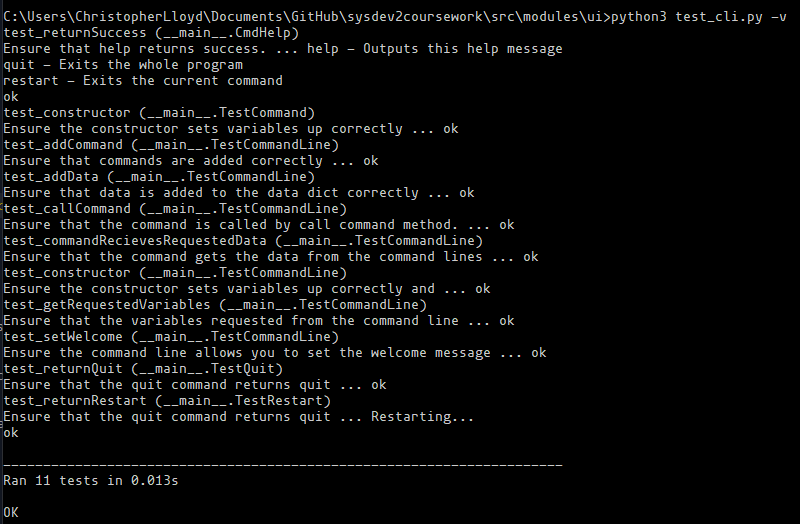 C:\Users\ChristopherLloyd\Documents\GitHub\sysdev2coursework\src\modules\ui>python3 test_cli.py -v
test_returnSuccess (__main__.CmdHelp)
Ensure that help returns success. ... help – Outputs this help message
quit – Exits the whole program
restart – Exits the current command
ok
test_constructor (__main__.TestCommand)
Ensure the constructor sets variables up correctly ... ok
test_addCommand (__main__.TestCommandLine)
Ensure that commands are added correctly ... ok
test_addData (__main__.TestCommandLine)
Ensure that data is added to the data dict correctly ... ok
test_callCommand (__main__.TestCommandLine)
Ensure that the command is called by call command method. ... ok
test_commandRecievesRequestedData (__main__.TestCommandLine)
Ensure that the command gets the data from the command lines ... ok
test_constructor (__main__.TestCommandLine)
Ensure the constructor sets variables up correctly and ... ok
test_getRequestedVariables (__main__.TestCommandLine)
Ensure that the variables requested from the command line ... ok
test_setWelcome (__main__.TestCommandLine)
Ensure the command line allows you to set the welcome message ... ok
test_returnQuit (__main__.TestQuit)
Ensure that the quit command returns quit ... ok
test_returnRestart (__main__.TestRestart)
Ensure that the quit command returns quit ... Restarting...
ok
----------------------------------------------------------------------
Ran 11 tests in 0.013s
OK